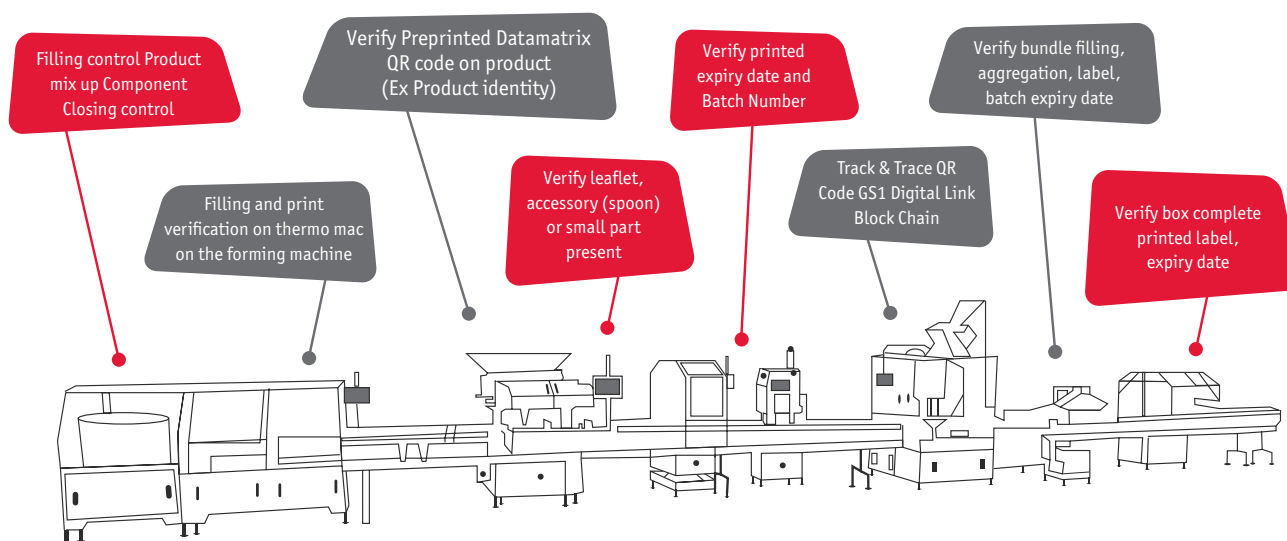 Filling control Product
mix up Component
Closing control
Filling and print
verification on thermo mac
on the forming machine
Verify Preprinted Datamatrix
QR code on product
(Ex Product identity)
Verify leaflet,
accessory (spoon)
or small part
present
Verify printed
expiry date and
Batch Number
Track & Trace QR
Code GS1 Digital Link
Block Chain
Verify bundle filling,
aggregation, label,
batch expiry date
Verify box complete
printed label,
expiry date